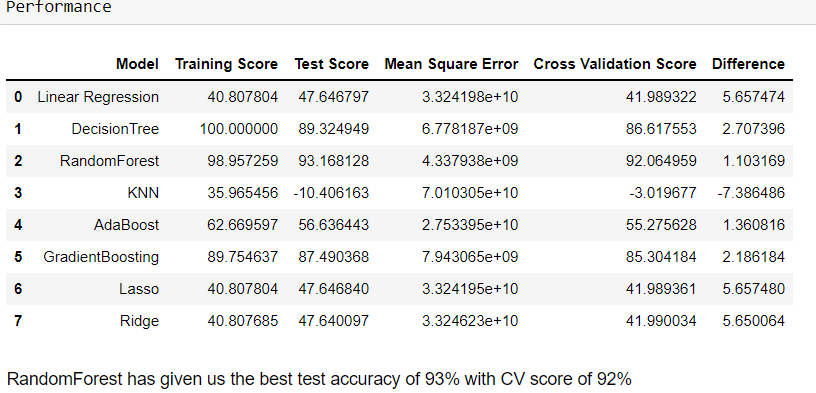 Performance
Model Training Score Test Score Mean Square Error Cross Validation Score Difference
0 Linear Regression 40.807804 47.646797 3.324198e+10 41.989322 5.657474
1 DecisionTree 100.000000 89.324949 6.778187e+09 86.617553 2.707396
2 RandomForest 98.957259 93.168128 4.337938e+09 92.064959 1.103169
3 KNN 35.965456 -10.406163 7.010305e+10 -3.019677 -7.386486
4 AdaBoost 62.669597 56.636443 2.753395e+10 55.275628 1.360816
5 GradientBoosting 89.754637 87.490368 7.943065e+09 85.304184 2.186184
6 Lasso 40.807804 47.646840 3.324195e+10 41.989361 5.657480
7 Ridge 40.807685 47.640097 3.324623e+10 41.990034 5.650064
RandomForest has given us the best test accuracy of 93% with CV score of 92%